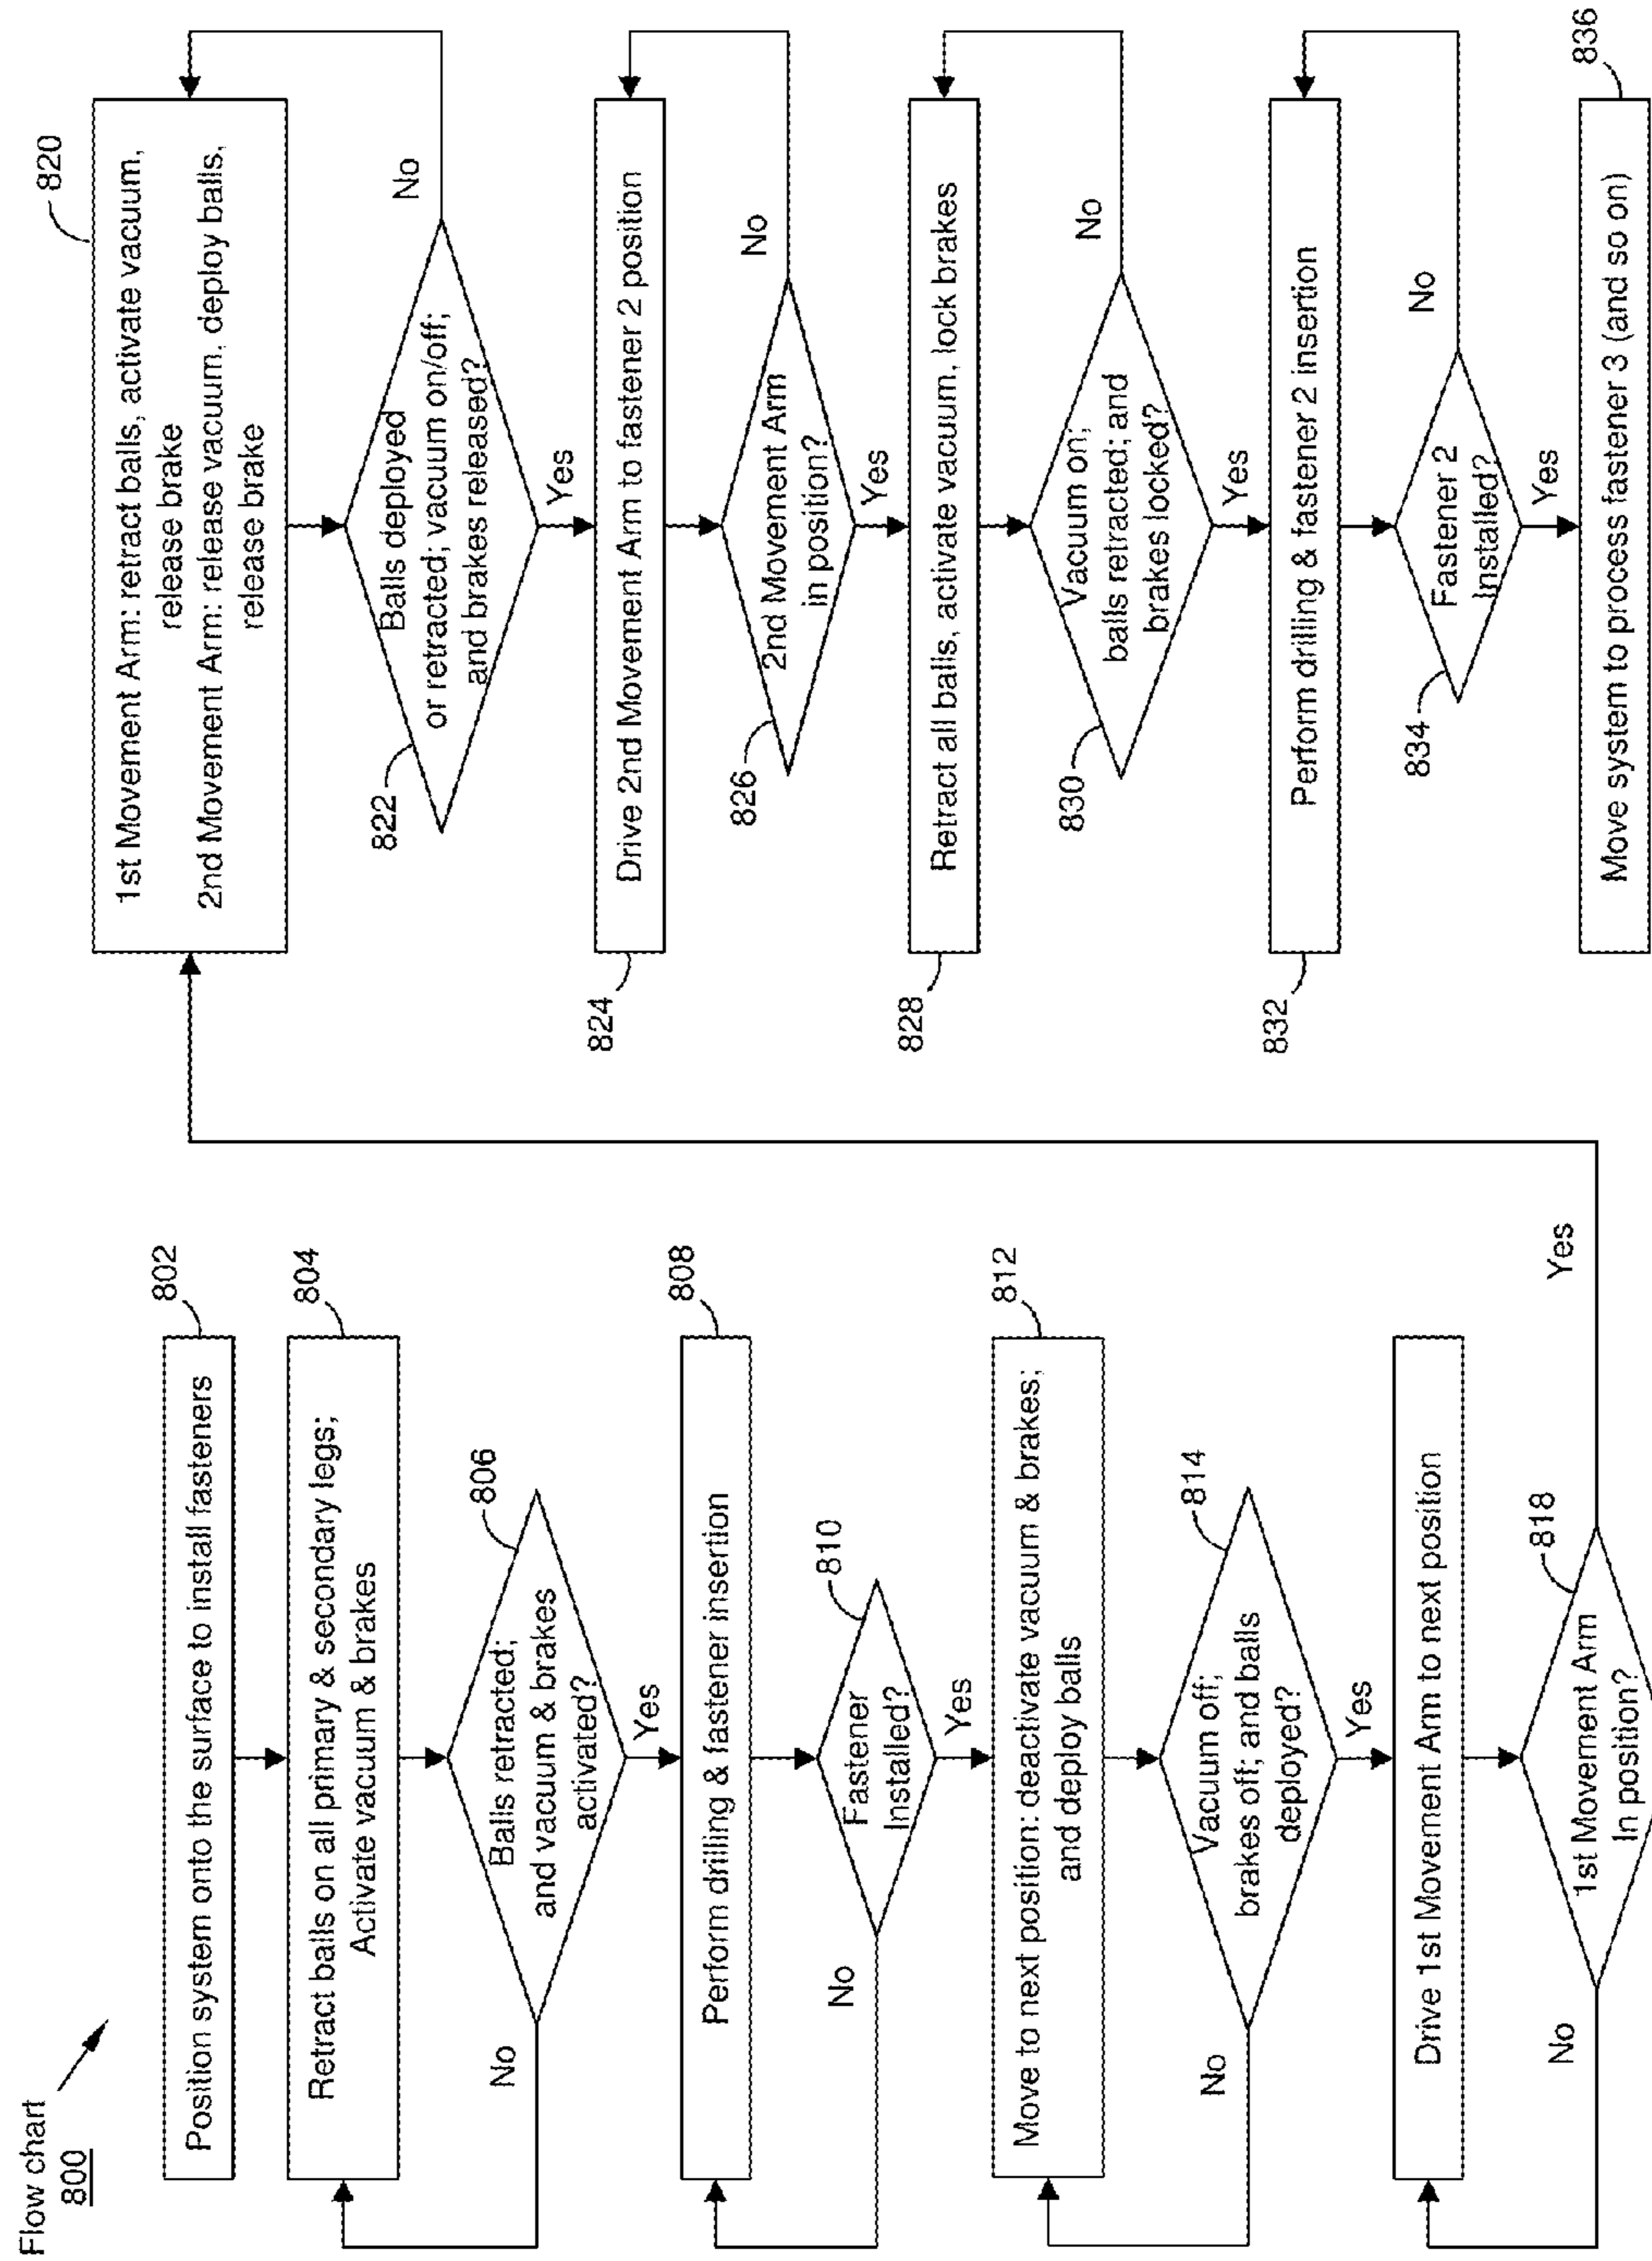 Flow chart
800
Position system onto the surface to install fasteners
802
Retract balls on all primary & secondary legs;
Activate vacuum & brakes
804
Balls retracted;
and vacuum & brakes
activated?
806
No
Yes
Perform drilling & fastener insertion
808
Fastener
Installed?
810
No
Yes
Move to next position: deactivate vacuum & brakes;
and deploy balls
812
Vacuum off;
brakes off; and balls
deployed?
814
No
Yes
Drive 1st Movement Arm to next position
1st Movement Arm
In position?
818
No
Yes
1st Movement Arm: retract balls, activate vacuum,
release brake
2nd Movement Arm: release vacuum, deploy balls,
release brake
820
Balls deployed
or retracted; vacuum on/off;
and brakes released?
822
No
Yes
Drive 2nd Movement Arm to fastener 2 position
824
2nd Movement Arm
in position?
826
No
Yes
Retract all balls, activate vacuum, lock brakes
828
Vacuum on;
balls retracted; and
brakes locked?
830
No
Yes
Perform drilling & fastener 2 insertion
832
Fastener 2
Installed?
834
No
Yes
Move system to process fastener 3 (and so on)
836